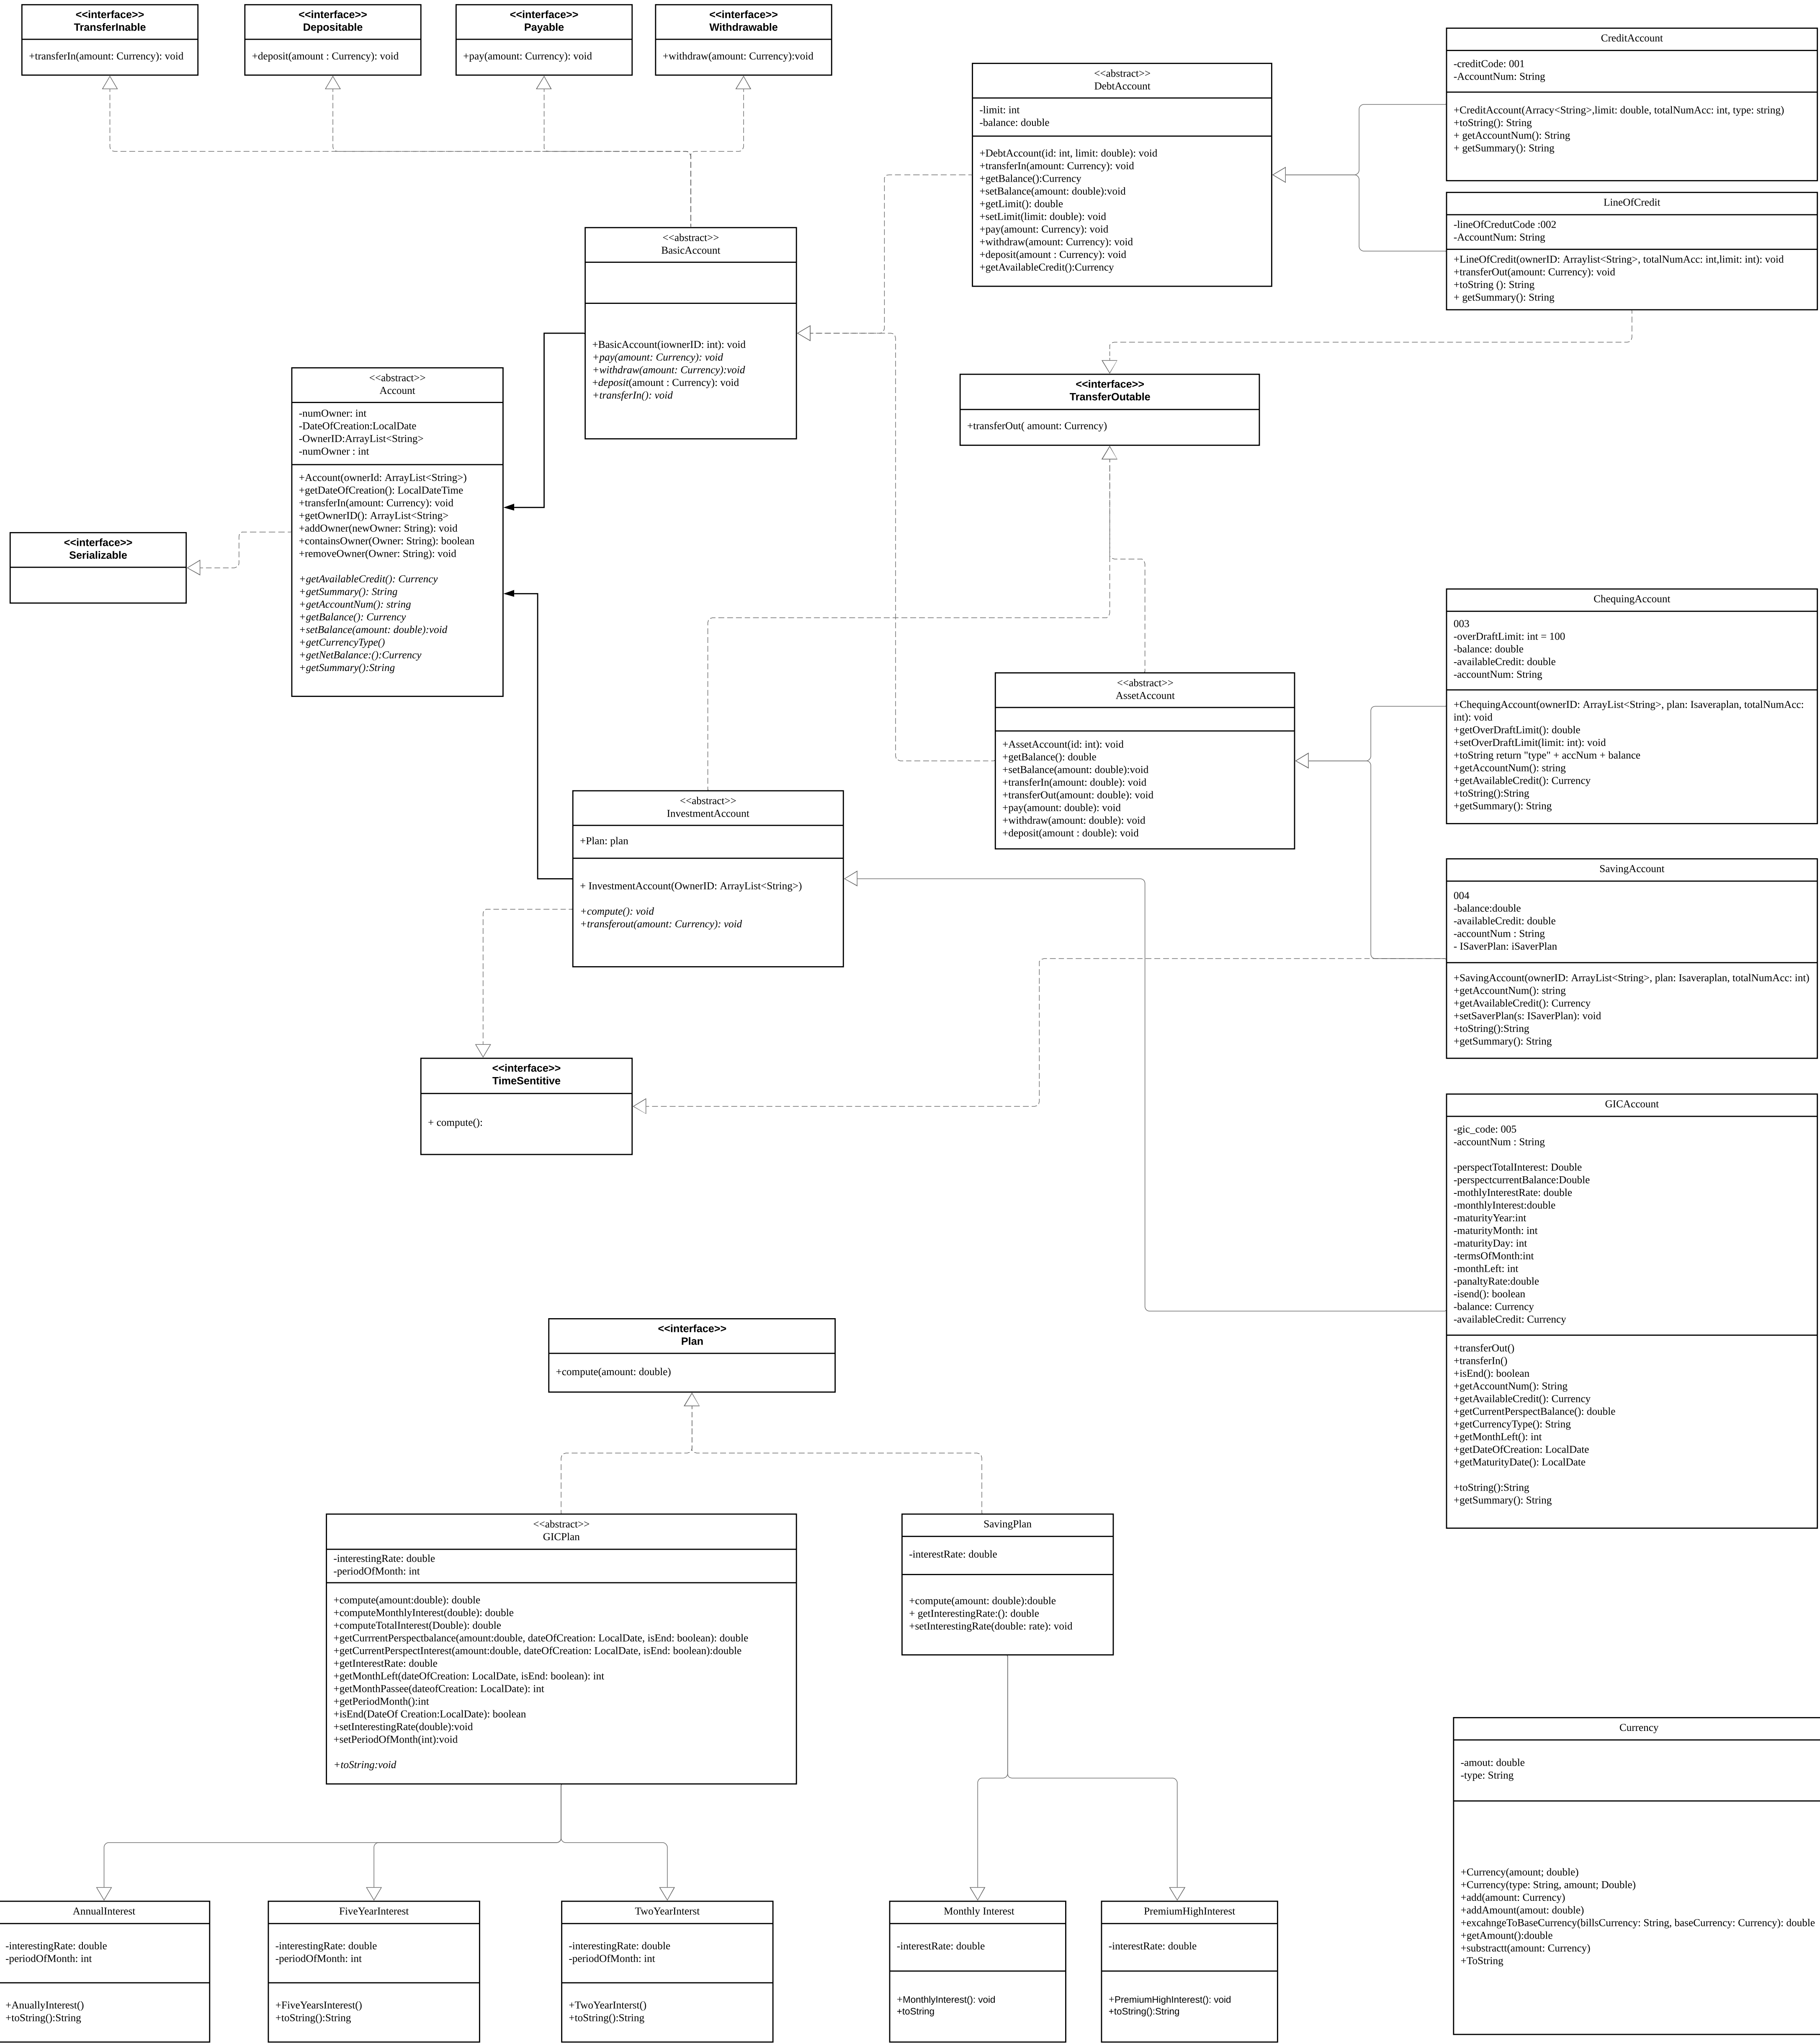 <<interface>>
TransferInable
+transferIn(amount: Currency): void
<<interface>>
Depositable
+deposit(amount : Currency): void
<<interface>>
Payable
+pay(amount: Currency): void
<<interface>>
Withdrawable
+withdraw(amount: Currency):void
<<abstract>>
DebtAccount
-limit: int
-balance: double
+DebtAccount(id: int, limit: double): void
+transferIn(amount: Currency): void
+getBalance():Currency
+setBalance(amount: double):void
+getLimit(): double
+setLimit(limit: double): void
+pay(amount: Currency): void
+withdraw(amount: Currency): void
+deposit(amount : Currency): void
+getAvailableCredit():Currency
CreditAccount
-creditCode: 001
-AccountNum: String
+CreditAccount(Arracy<String>,limit: double, totalNumAcc: int, type: string)
+toString(): String
+ getAccountNum(): String
+ getSummary(): String
LineOfCredit
-lineOfCredutCode :002
-AccountNum: String
+LineOfCredit(ownerID: Arraylist<String>, totalNumAcc: int,limit: int): void
+transferOut(amount: Currency): void
+toString (): String
+ getSummary(): String
<<abstract>>
BasicAccount
+BasicAccount(iownerID: int): void
+pay(amount: Currency): void
+withdraw(amount: Currency):void
+deposit(amount : Currency): void
+transferIn(): void
<<abstract>>
Account
-numOwner: int
-DateOfCreation:LocalDate
-OwnerID:ArrayList<String>
-numOwner : int
+Account(ownerId: ArrayList<String>)
+getDateOfCreation(): LocalDateTime
+transferIn(amount: Currency): void
+getOwnerID(): ArrayList<String>
+addOwner(newOwner: String): void
+containsOwner(Owner: String): boolean
+removeOwner(Owner: String): void
+getAvailableCredit(): Currency
+getSummary(): String
+getAccountNum(): string
+getBalance(): Currency
+setBalance(amount: double):void
+getCurrencyType()
+getNetBalance:():Currency
+getSummary():String
<<interface>>
TransferOutable
+transferOut( amount: Currency)
<<interface>>
Serializable
<<abstract>>
AssetAccount
+AssetAccount(id: int): void
+getBalance(): double
+setBalance(amount: double):void
+transferIn(amount: double): void
+transferOut(amount: double): void
+pay(amount: double): void
+withdraw(amount: double): void
+deposit(amount : double): void
ChequingAccount
003
-overDraftLimit: int = 100
-balance: double
-availableCredit: double
-accountNum: String
+ChequingAccount(ownerID: ArrayList<String>, plan: Isaveraplan, totalNumAcc:
int): void
+getOverDraftLimit(): double
+setOverDraftLimit(limit: int): void
+toString return "type" + accNum + balance
+getAccountNum(): string
+getAvailableCredit(): Currency
+toString():String
+getSummary(): String
<<abstract>>
InvestmentAccount
+Plan: plan
+ InvestmentAccount(OwnerID: ArrayList<String>)
+compute(): void
+transferout(amount: Currency): void
SavingAccount
004
-balance:double
-availableCredit: double
-accountNum : String
- ISaverPlan: iSaverPlan
+SavingAccount(ownerID: ArrayList<String>, plan: Isaveraplan, totalNumAcc: int)
+getAccountNum(): string
+getAvailableCredit(): Currency
+setSaverPlan(s: ISaverPlan): void
+toString():String
+getSummary(): String
<<interface>>
TimeSentitive
+ compute():
GICAccount
-gic_code: 005
-accountNum : String
-perspectTotalInterest: Double
-perspectcurrentBalance:Double
-mothlyInterestRate: double
-monthlyInterest:double
-maturityYear:int
-maturityMonth: int
-maturityDay: int
-termsOfMonth:int
-monthLeft: int
-panaltyRate:double
-isend(): boolean
-balance: Currency
-availableCredit: Currency
+transferOut()
+transferIn()
+isEnd(): boolean
+getAccountNum(): String
+getAvailableCredit(): Currency
+getCurrentPerspectBalance(): double
+getCurrencyType(): String
+getMonthLeft(): int
+getDateOfCreation: LocalDate
+getMaturityDate(): LocalDate
+toString():String
+getSummary(): String
<<interface>>
Plan
+compute(amount: double)
<<abstract>>
GICPlan
-interestingRate: double
-periodOfMonth: int
+compute(amount:double): double
+computeMonthlyInterest(double): double
+computeTotalInterest(Double): double
+getCurrrentPerspectbalance(amount:double, dateOfCreation: LocalDate, isEnd: boolean): double
+getCurrentPerspectInterest(amount:double, dateOfCreation: LocalDate, isEnd: boolean):double
+getInterestRate: double
+getMonthLeft(dateOfCreation: LocalDate, isEnd: boolean): int
+getMonthPassee(dateofCreation: LocalDate): int
+getPeriodMonth():int
+isEnd(DateOf Creation:LocalDate): boolean
+setInterestingRate(double):void
+setPeriodOfMonth(int):void
+toString:void
SavingPlan
-interestRate: double
+compute(amount: double):double
+ getInterestingRate:(): double
+setInterestingRate(double: rate): void
Currency
-amout: double
-type: String
+Currency(amount; double)
+Currency(type: String, amount; Double)
+add(amount: Currency)
+addAmount(amout: double)
+excahngeToBaseCurrency(billsCurrency: String, baseCurrency: Currency): double
+getAmount():double
+substractt(amount: Currency)
+ToString
AnnualInterest
-interestingRate: double
-periodOfMonth: int
+AnuallyInterest()
+toString():String
FiveYearInterest
-interestingRate: double
-periodOfMonth: int
+FiveYearsInterest()
+toString():String
TwoYearInterst
-interestingRate: double
-periodOfMonth: int
+TwoYearInterst()
+toString():String
Monthly Interest
-interestRate: double
+MonthlyInterest(): void
+toString
PremiumHighInterest
-interestRate: double
+PremiumHighInterest(): void
+toString():String